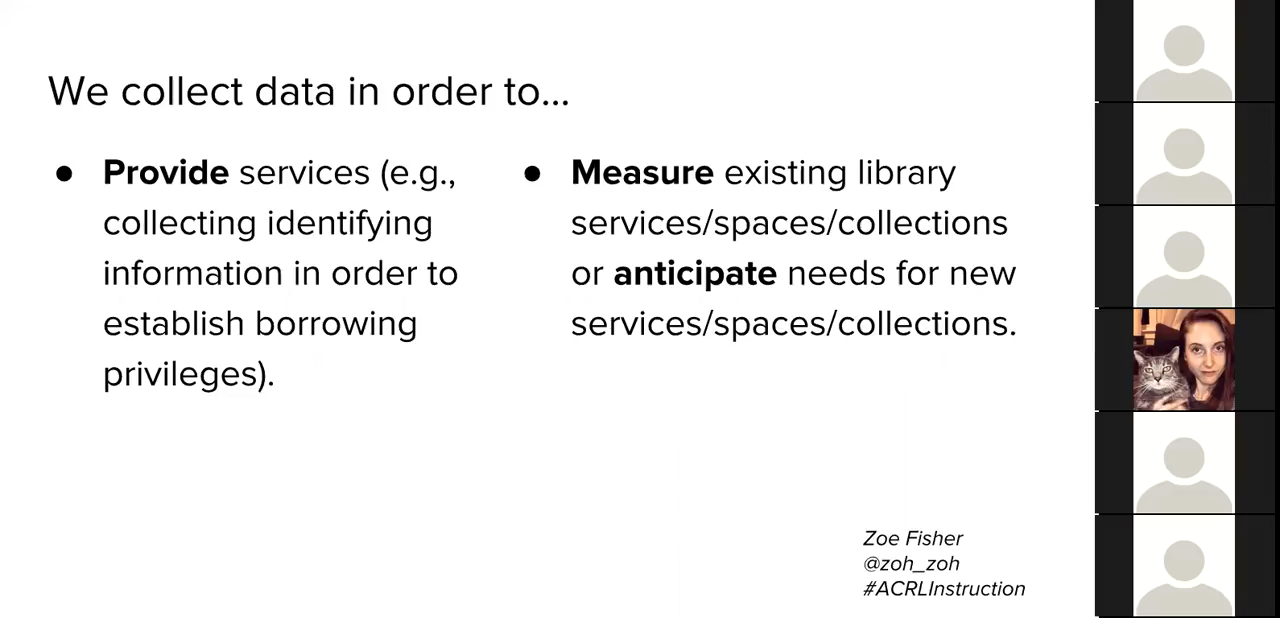 We collect data in order to...
● Provide services (e.g.,
collecting identifying
information in order to
establish borrowing
privileges).
● Measure existing library
services/spaces/collections
or anticipate needs for new
services/spaces/collections.
Zoe Fisher
@zoh_zoh
#ACRLInstruction